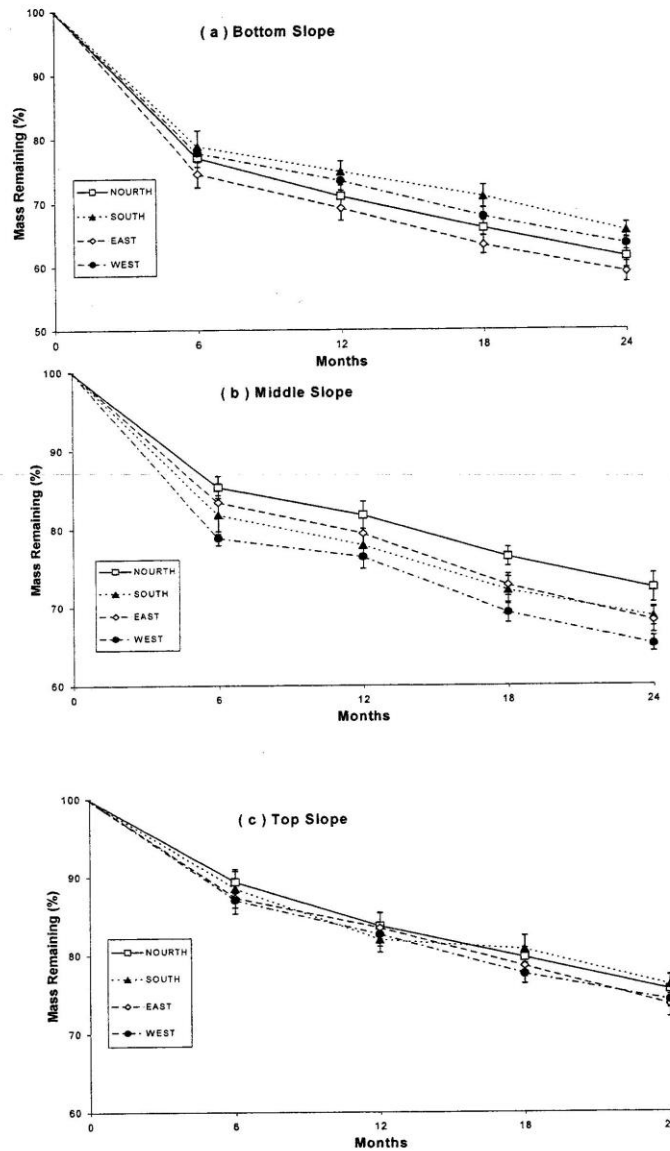 ( a ) Bottom Slope
Mass Remaining (%)
100
90
80
70
60
50
NOURTH
SOUTH
EAST
WEST
0
6
12
18
24
Months
( b ) Middle Slope
Mass Remaining (%)
100
90
80
70
60
NOURTH
SOUTH
EAST
WEST
0
6
12
18
24
Months
( c ) Top Slope
Mass Remaining (%)
100
90
80
70
60
NOURTH
SOUTH
EAST
WEST
0
6
12
18
2
Months